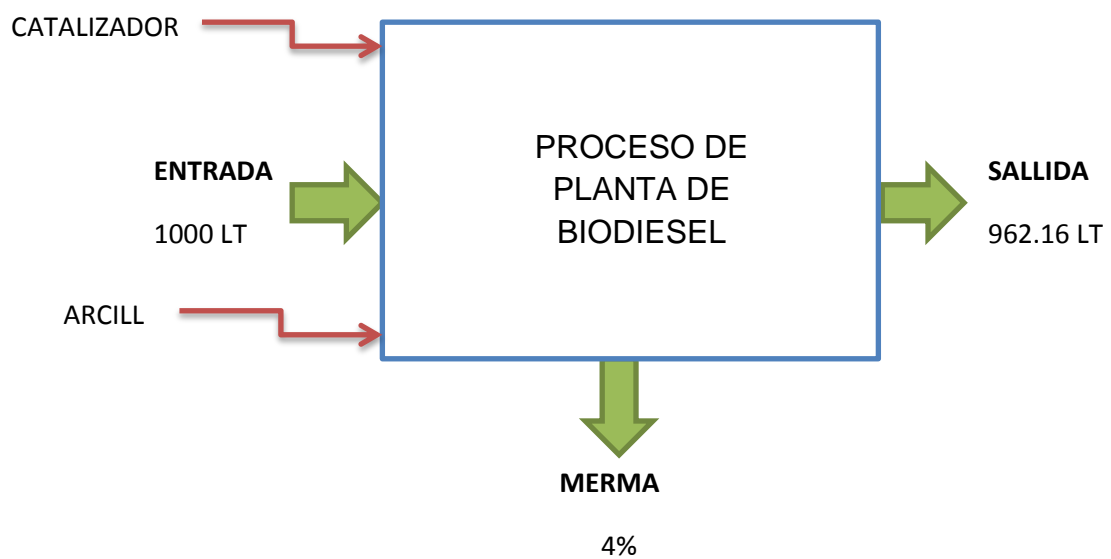 CATALIZADOR
PROCESO DE
PLANTA DE
BIODIESEL
ENTRADA
1000 LT
SALLIDA
962.16 LT
ARCILL
MERMA
4%